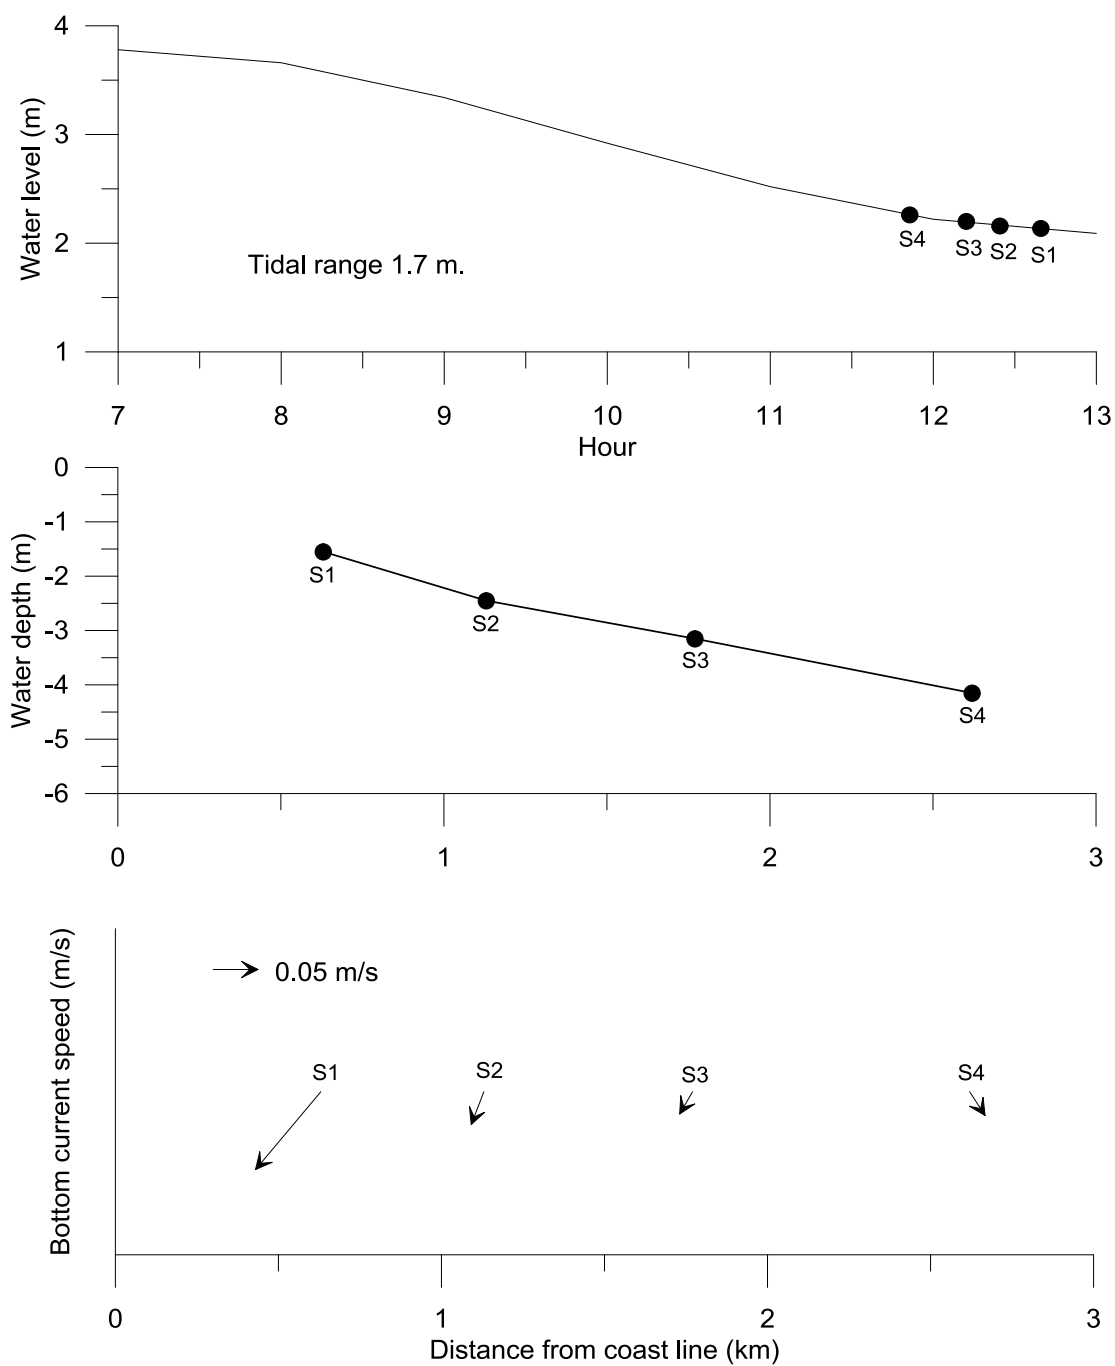 4
3
2
1
Water level (m)
S4
S3
S2
S1
Tidal range 1.7 m.
7
8
9
10
11
12
13
Hour
0
-1
-2
-3
-4
-5
-6
Water depth (m)
S1
S2
S3
S4
0
1
2
3
Bottom current speed (m/s)
0.05 m/s
S1
S2
S3
S4
0
1
2
3
Distance from coast line (km)